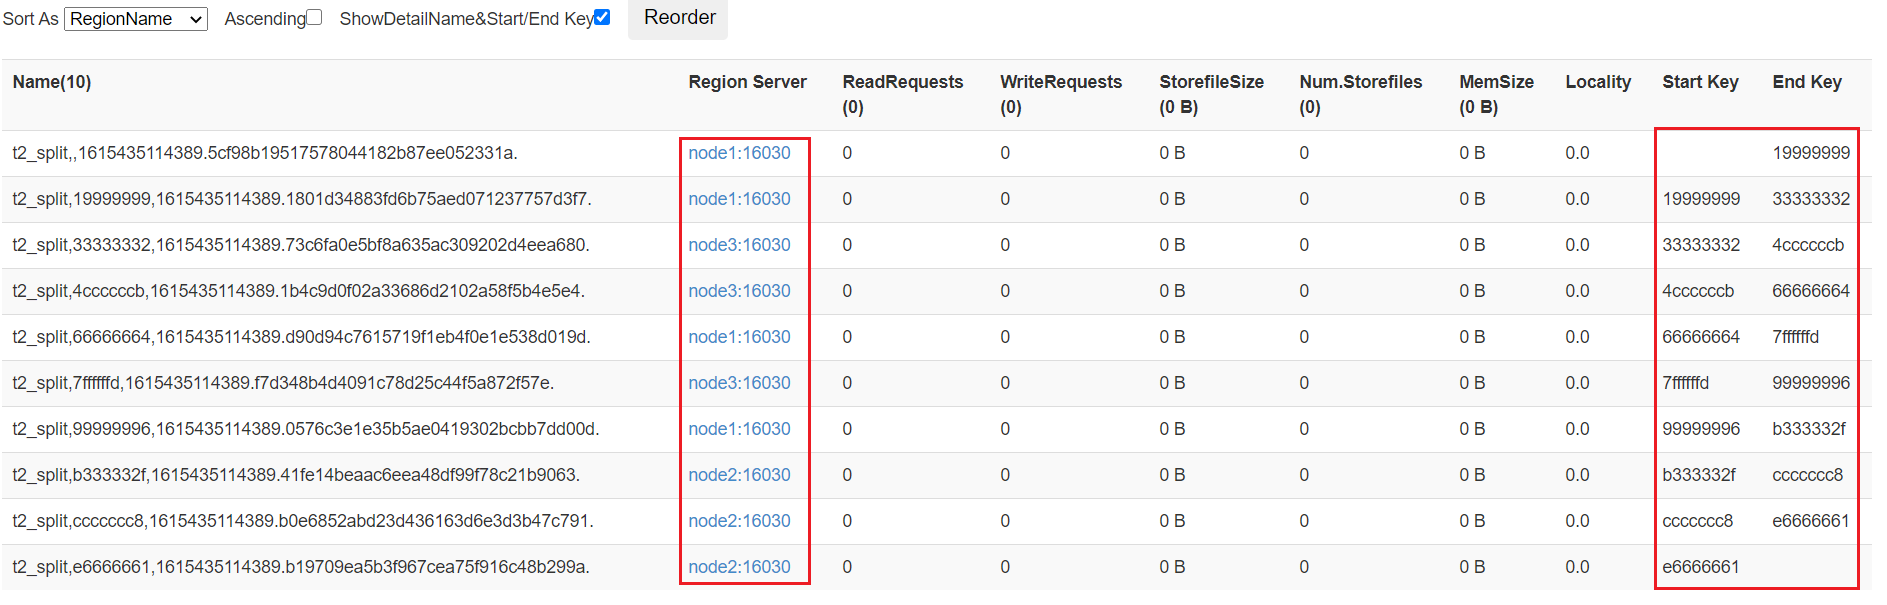 Sort As RegionName Ascending ShowDetailName&Start/End Key Reorder
Name(10) Region Server ReadRequests (0) WriteRequests (0) StorefileSize (0 B) Num.Storefiles (0) MemSize (0 B) Locality Start Key End Key
t2_split,,1615435114389.5cf98b19517578044182b87ee052331a. node1:16030 0 0 0 B 0 0 B 0.0 19999999
t2_split,19999999,1615435114389.1801d34883fd6b75aed071237757d3f7. node1:16030 0 0 0 B 0 0 B 0.0 19999999 33333332
t2_split,33333332,1615435114389.73c6fa0e5bf8a635ac309202d4eea680. node3:16030 0 0 0 B 0 0 B 0.0 33333332 4ccccccb
t2_split,4ccccccb,1615435114389.1b4c9d0f02a33686d2102a58f5b4e5e4. node3:16030 0 0 0 B 0 0 B 0.0 4ccccccb 66666664
t2_split,66666664,1615435114389.d90d94c7615719f1eb4f0e1e538d019d. node1:16030 0 0 0 B 0 0 B 0.0 66666664 7ffffffd
t2_split,7ffffffd,1615435114389.f7d348b4d4091c78d25c44f5a872f57e. node3:16030 0 0 0 B 0 0 B 0.0 7ffffffd 99999996
t2_split,99999996,1615435114389.0576c3e1e35b5ae0419302bcbb7dd00d. node1:16030 0 0 0 B 0 0 B 0.0 99999996 b333332f
t2_split,b333332f,1615435114389.41fe14beaac6eea48df99f78c21b9063. node2:16030 0 0 0 B 0 0 B 0.0 b333332f ccccccc8
t2_split,ccccccc8,1615435114389.b0e6852abd23d436163d6e3d3b47c791. node2:16030 0 0 0 B 0 0 B 0.0 ccccccc8 e6666661
t2_split,e6666661,1615435114389.b19709ea5b3f967cea75f916c48b299a. node2:16030 0 0 0 B 0 0 B 0.0 e6666661